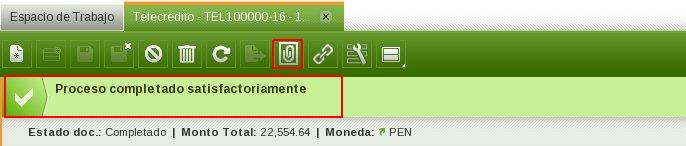 Espacio de Trabajo
Telecrédito - TEL100000-16 - 1...
Proceso completado satisfactoriamente
Estado doc.: Completado | Monto Total: 22,554.64 | Moneda: PEN